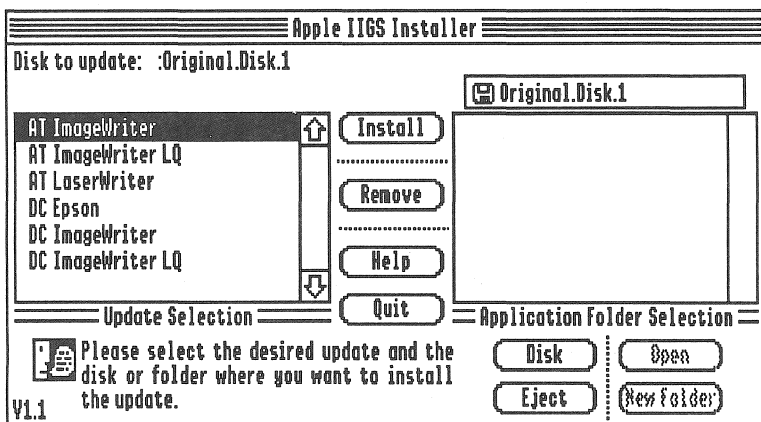 Apple IIGS Installer
Disk to update: :Original.Disk.1
Original.Disk.1
AT ImageWriter
AT ImageWriter LQ
AT LaserWriter
DC Epson
DC ImageWriter
DC ImageWriter LQ
Install
Remove
Help
Quit
Update Selection
Application Folder Selection
Please select the desired update and the
disk or folder where you want to install
the update.
V1.1
Disk
Open
Eject
New Folder